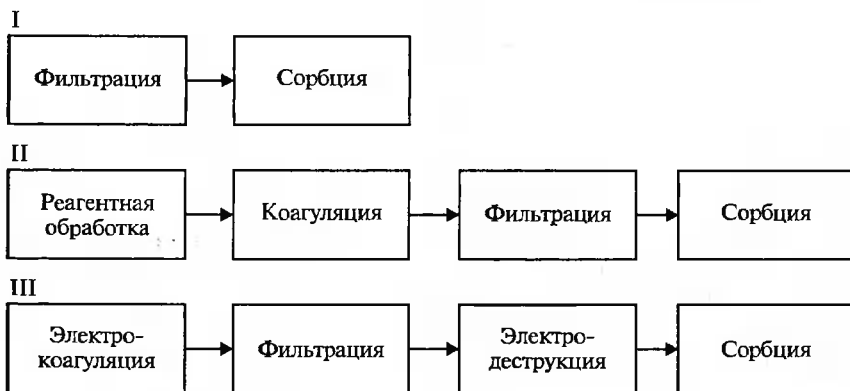 I
Фильтрация
Сорбция
II
Реагентная
обработка
Коагуляция
Фильтрация
Сорбция
III
Электро-
коагуляция
Фильтрация
Электро-
деструкция
Сорбция